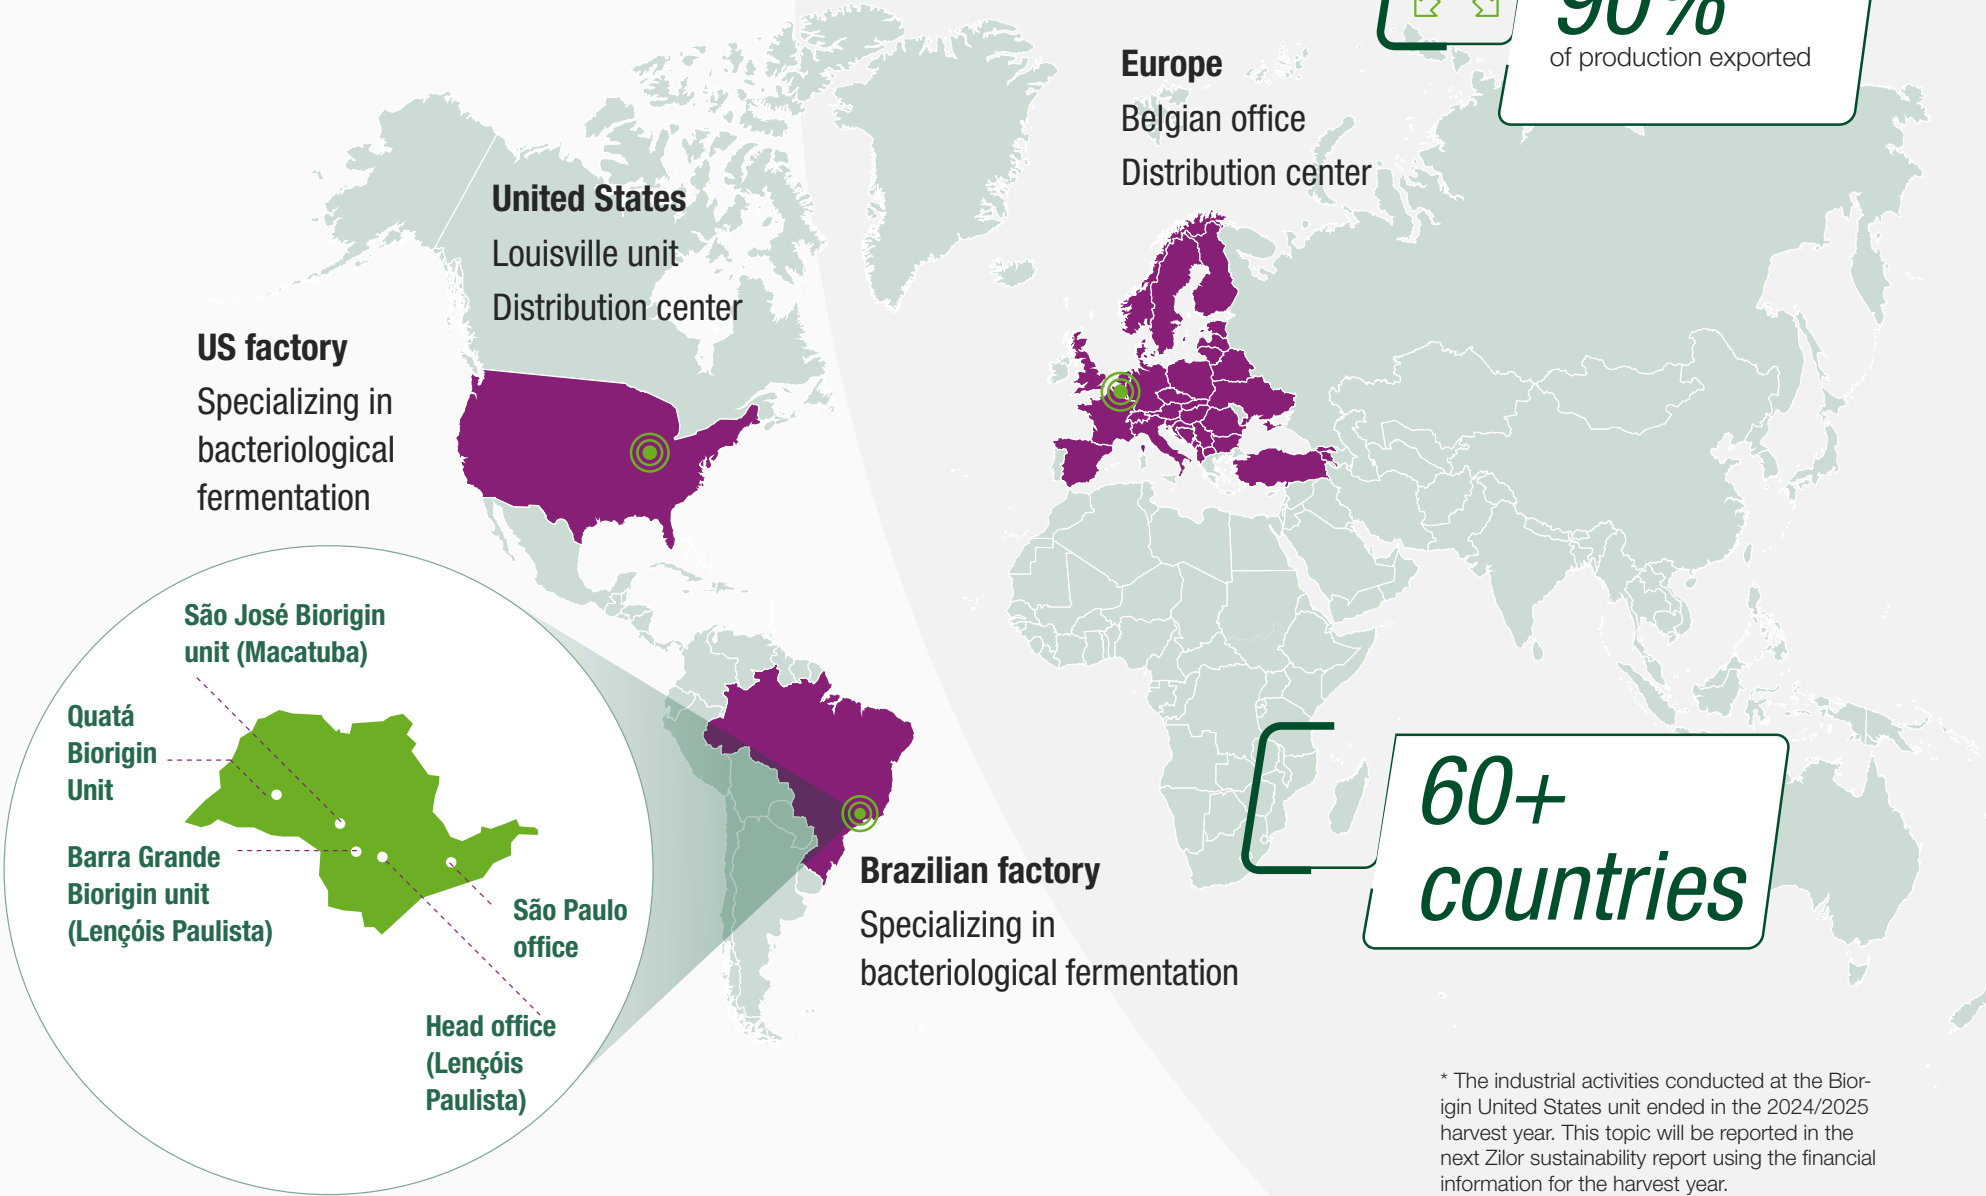 90%
of production exported
Europe
Belgian office
Distribution center
United States
Louisville unit
Distribution center
US factory
Specializing in
bacteriological
fermentation
São José Biorigin
unit (Macatuba)
Quatá
Biorigin
Unit
Barra Grande
Biorigin unit
(Lençóis Paulista)
São Paulo
office
Head office
(Lençóis
Paulista)
Brazilian factory
Specializing in
bacteriological fermentation
60+
countries
* The industrial activities conducted at the Bior-
igin United States unit ended in the 2024/2025
harvest year. This topic will be reported in the
next Zilor sustainability report using the financial
information for the harvest year.